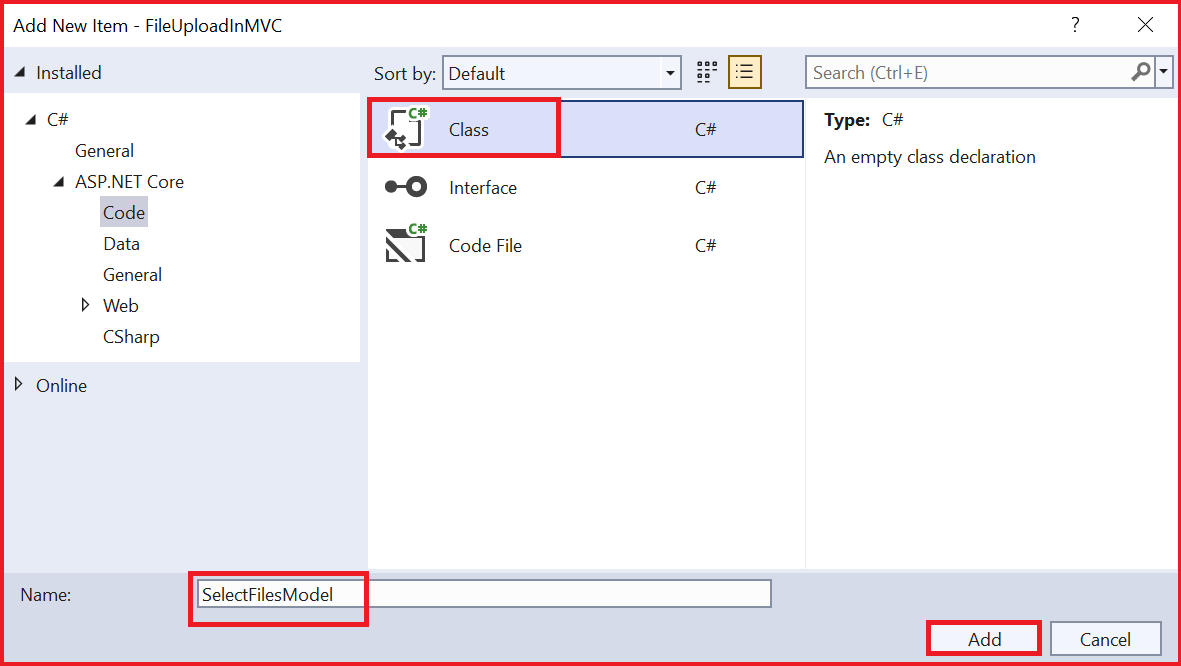 Add New Item - FileUploadInMVC ?
Installed
Sort by: Default
Search (Ctrl+E)
C#
General
ASP.NET Core
Code
Data
General
Web
CSharp
Online
C# Class C#
Interface C#
C# Code File C#
Type: C#
An empty class declaration
Name: SelectFilesModel
Add Cancel